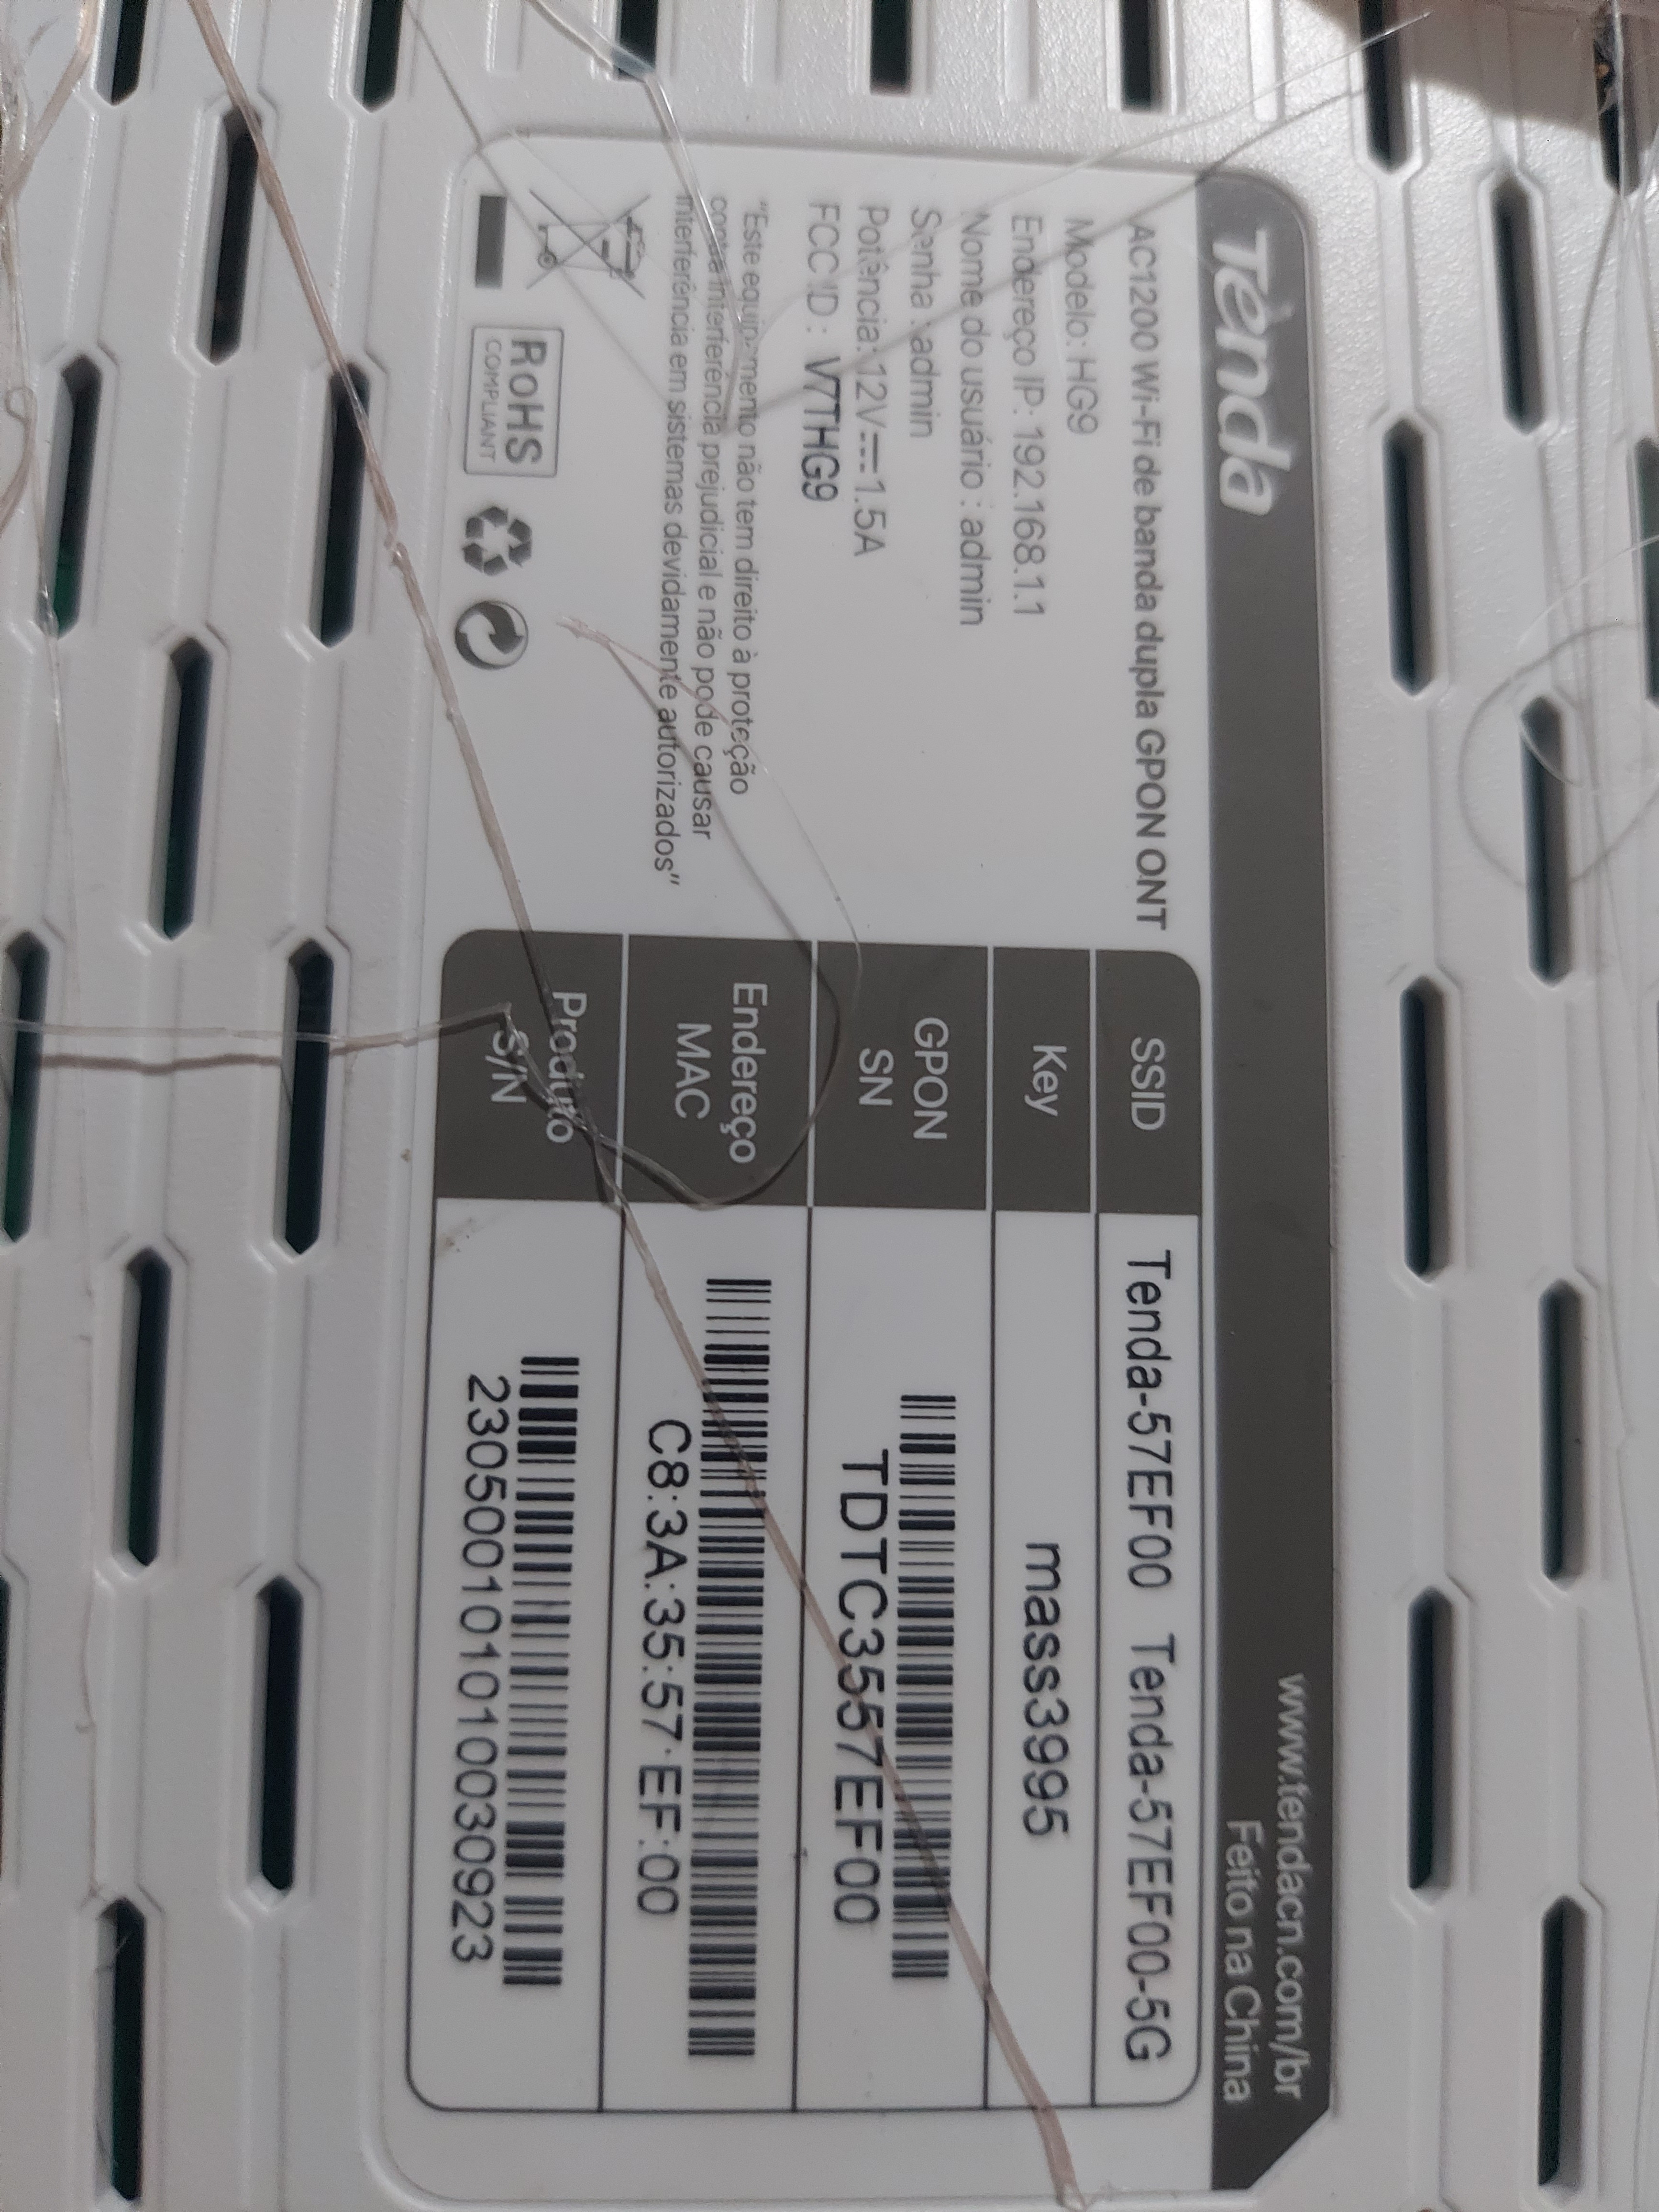 Tenda
www.tendacn.com/br
Feito na China
AC1200 Wi-Fi de banda dupla GPON ONT
Modelo: HG9
Endereço IP: 192.168.1.1
Nome do usuário : admin
Senha : admin
Potência: 12V⎓1.5A
FCC ID : V7THG9
"Este equipamento não tem direito à proteção
contra interferência prejudicial e não pode causar
interferência em sistemas devidamente autorizados"
RoHS
COMPLIANT
SSID
Tenda-57EF00 Tenda-57EF00-5G
Key
mass3995
GPON
SN
TDTC3557EF00
Endereço
MAC
C8:3A:35:57:EF:00
Produto
S/N
23050010101010030923